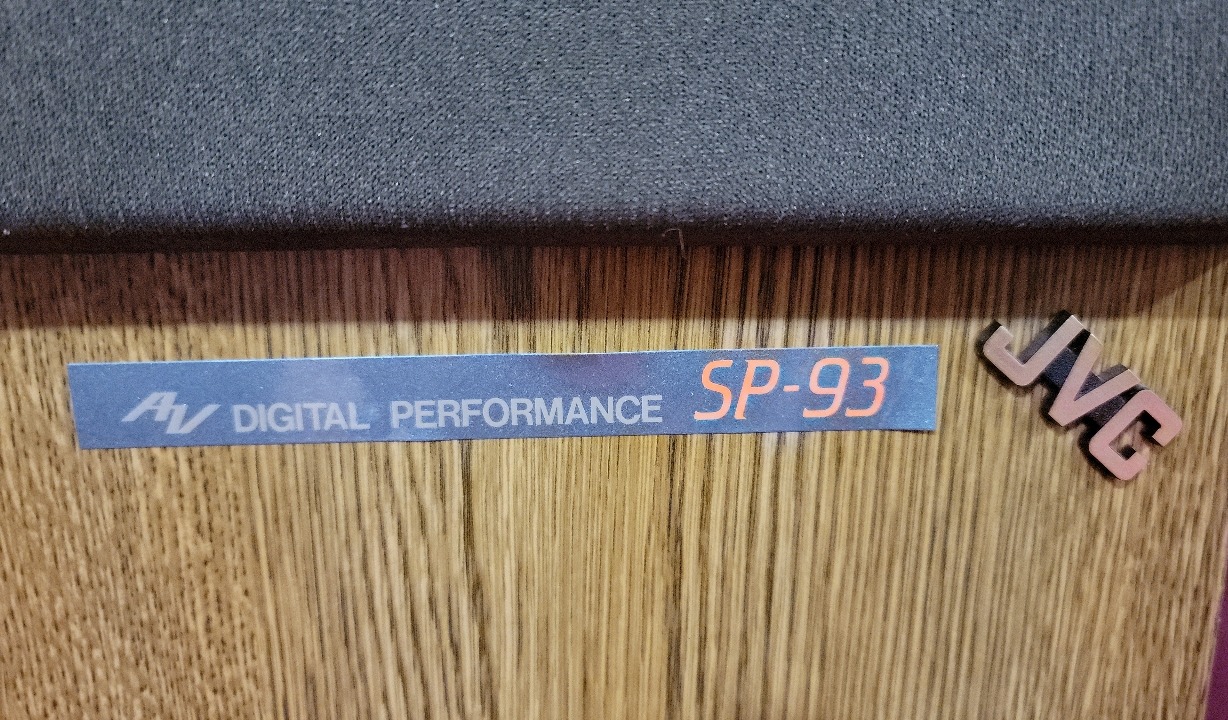 AV DIGITAL PERFORMANCE SP-93
JVC